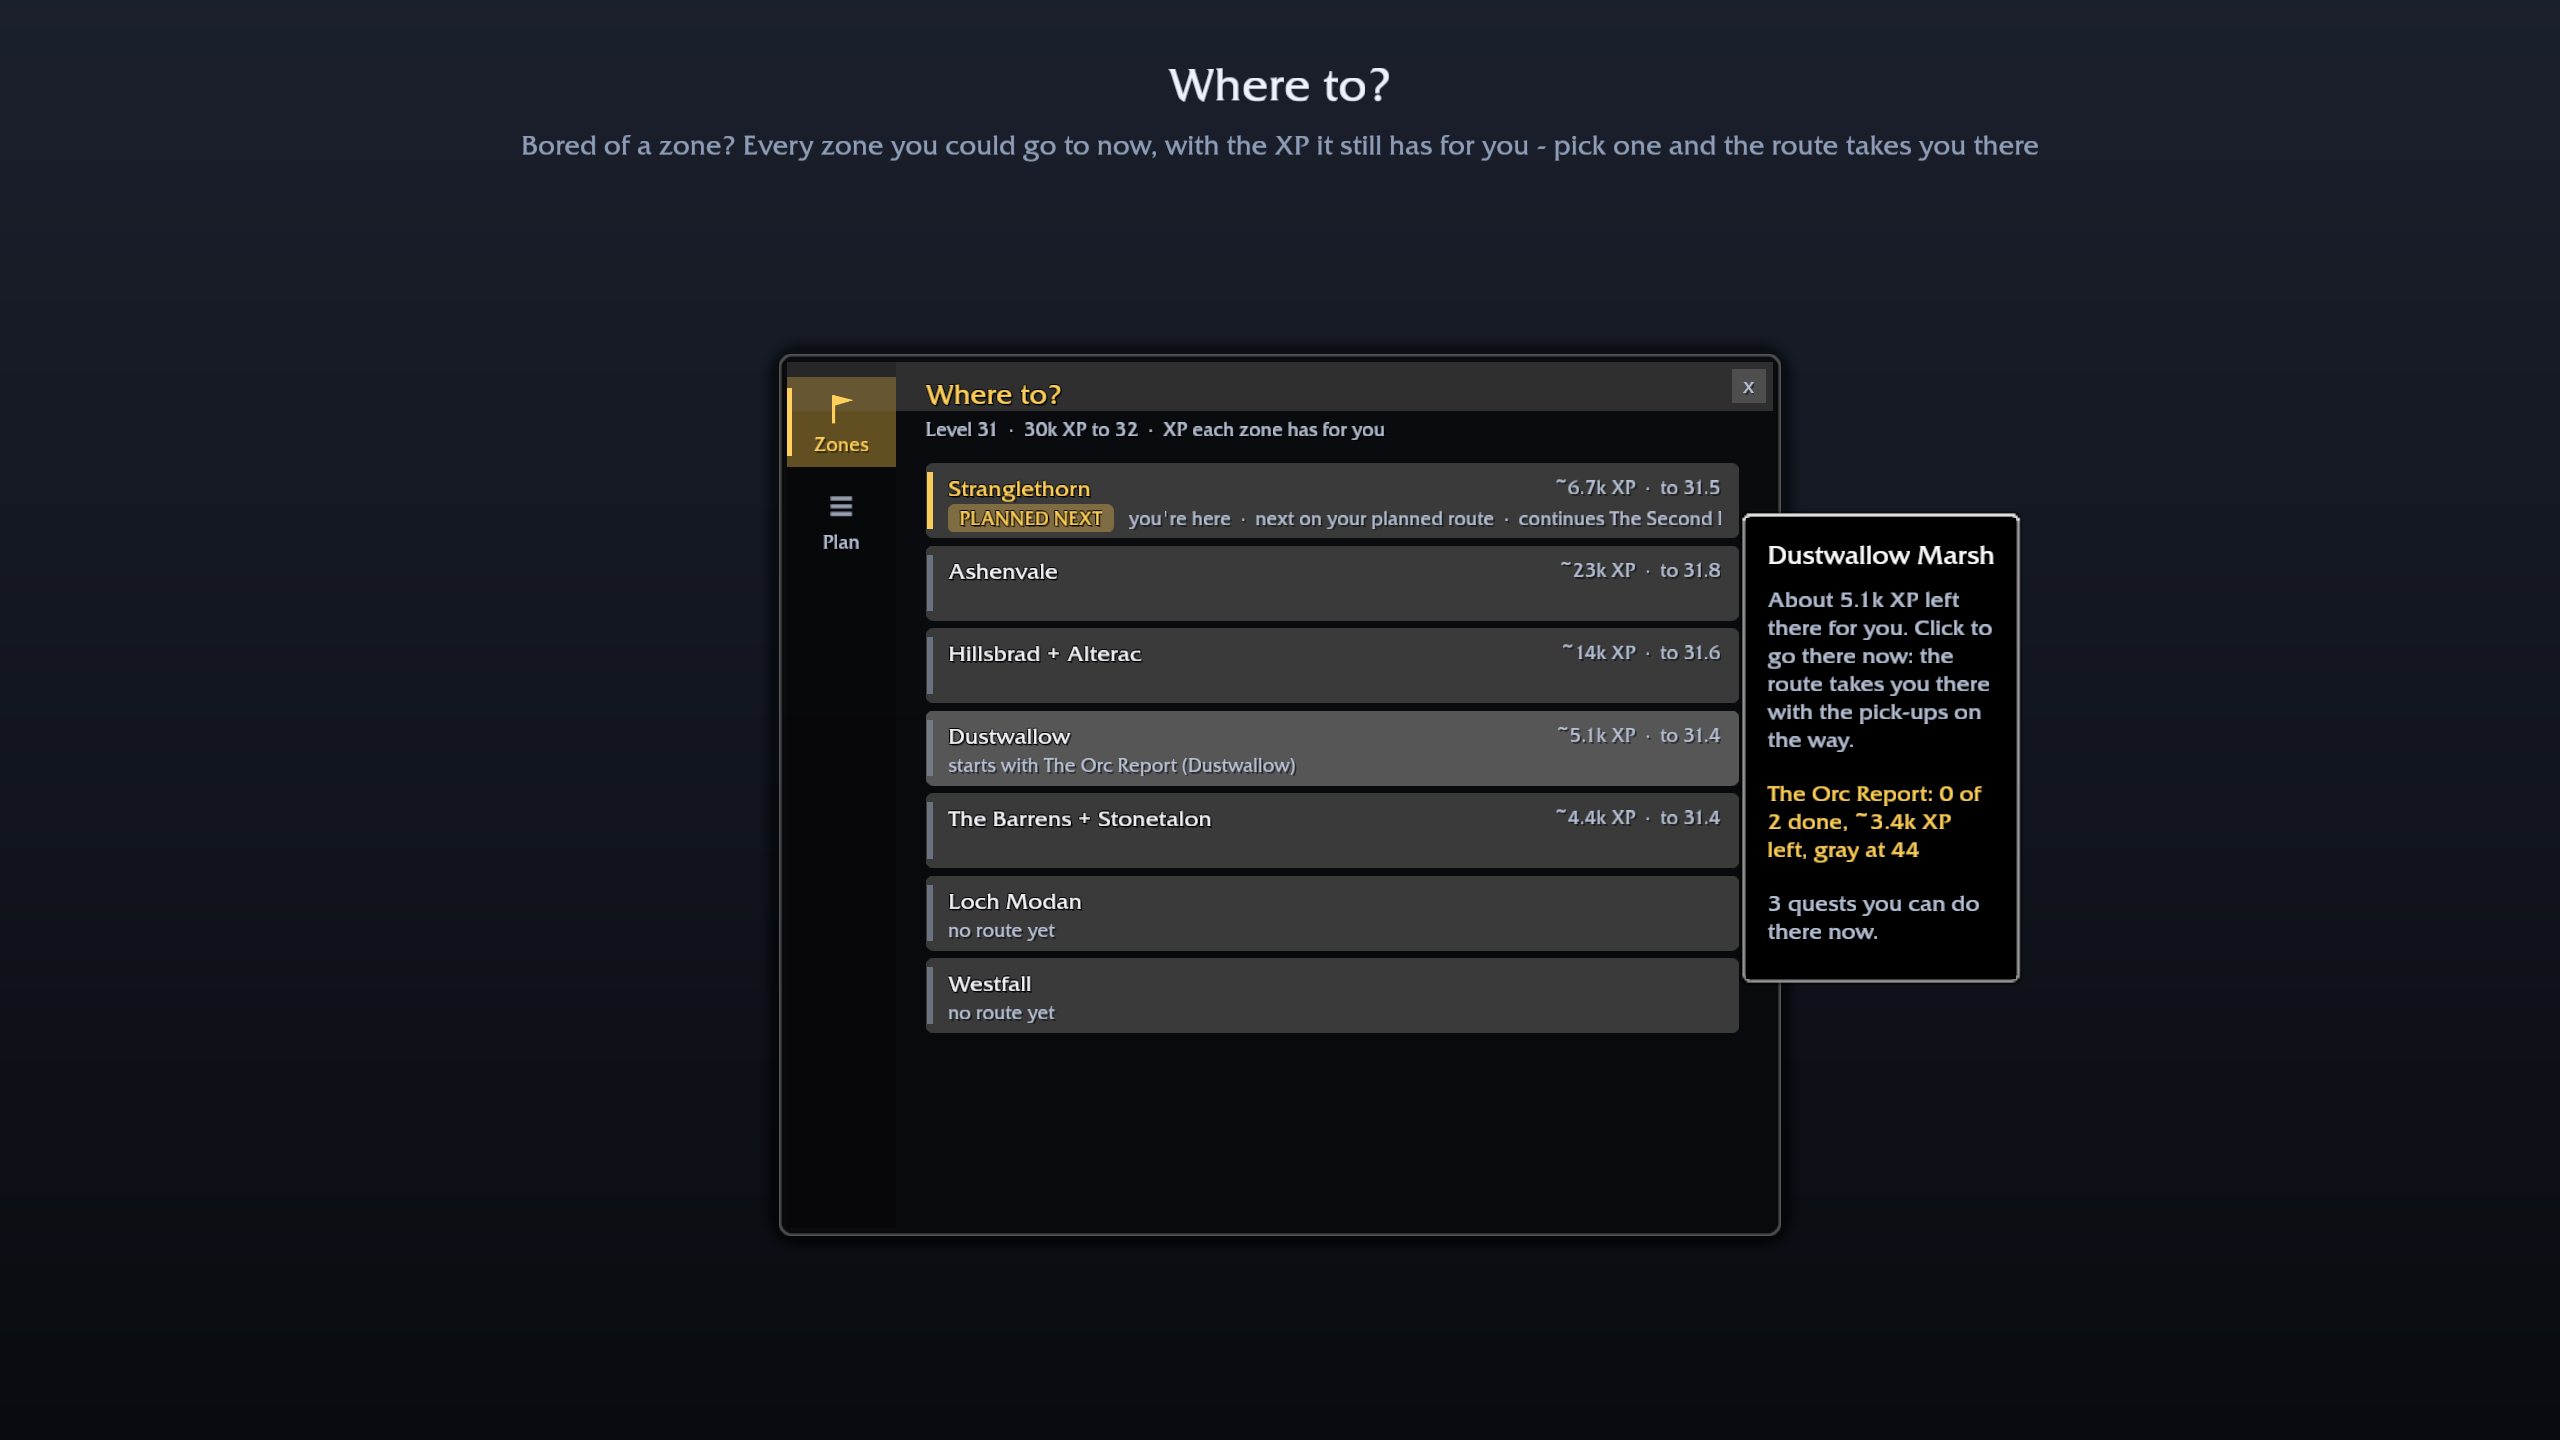 Where to?
Bored of a zone? Every zone you could go to now, with the XP it still has for you - pick one and the route takes you there
Zones
Plan
Where to?
x
Level 31 · 30k XP to 32 · XP each zone has for you
Stranglethorn
~6.7k XP · to 31.5
PLANNED NEXT you're here · next on your planned route · continues The Second
Ashenvale
~23k XP · to 31.8
Hillsbrad + Alterac
~14k XP · to 31.6
Dustwallow
~5.1k XP · to 31.4
starts with The Orc Report (Dustwallow)
The Barrens + Stonetalon
~4.4k XP · to 31.4
Loch Modan
no route yet
Westfall
no route yet
Dustwallow Marsh
About 5.1k XP left
there for you. Click to
go there now: the
route takes you there
with the pick-ups on
the way.
The Orc Report: 0 of
2 done, ~3.4k XP
left, gray at 44
3 quests you can do
there now.